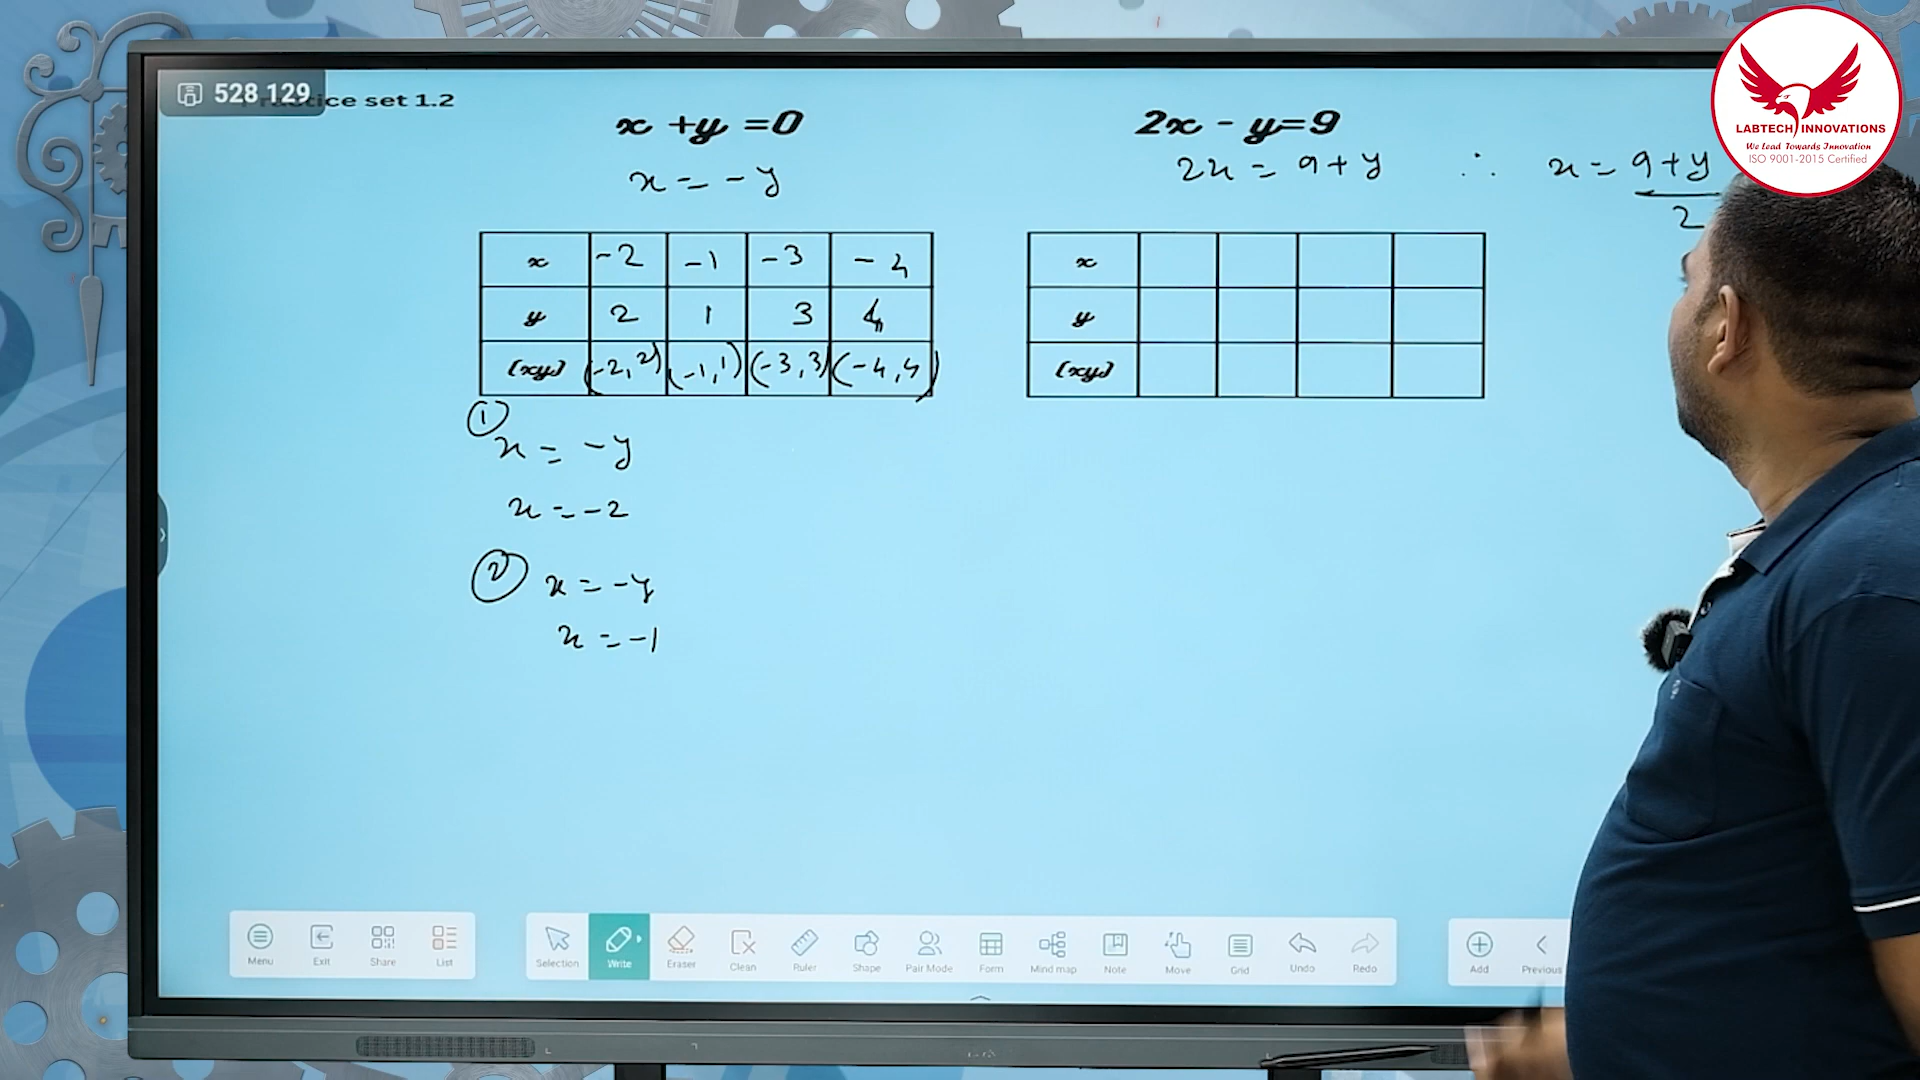 528 129
Practice set 1.2
x + y = 0
x = - y
2x - y = 9
2x = 9 + y ∴ x = 9 + y / 2
LABTECH INNOVATIONS
We Lead Towards Innovation
ISO 9001-2015 Certified
x -2 -1 -3 -4
y 2 1 3 4
(xy) (-2, 2) (-1, 1) (-3, 3) (-4, 4)
x
y
(xy)
①
x = - y
x = - 2
② x = - y
x = - 1
Menu Exit Share List
Selection Write Eraser Clean Ruler Shape Pair Mode Form Mind map Note Move Grid Undo Redo
Add Previous